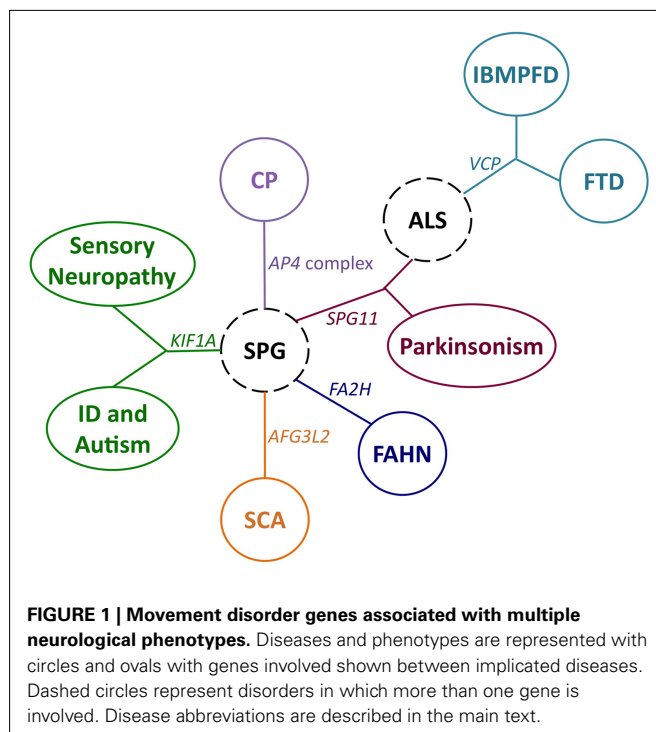 IBMPFD
VCP
FTD
CP
ALS
Sensory
Neuropathy
AP4 complex
SPG11
KIF1A
SPG
Parkinsonism
FA2H
ID and
Autism
AFG3L2
FAHN
SCA
FIGURE 1 | Movement disorder genes associated with multiple
neurological phenotypes. Diseases and phenotypes are represented with
circles and ovals with genes involved shown between implicated diseases.
Dashed circles represent disorders in which more than one gene is
involved. Disease abbreviations are described in the main text.